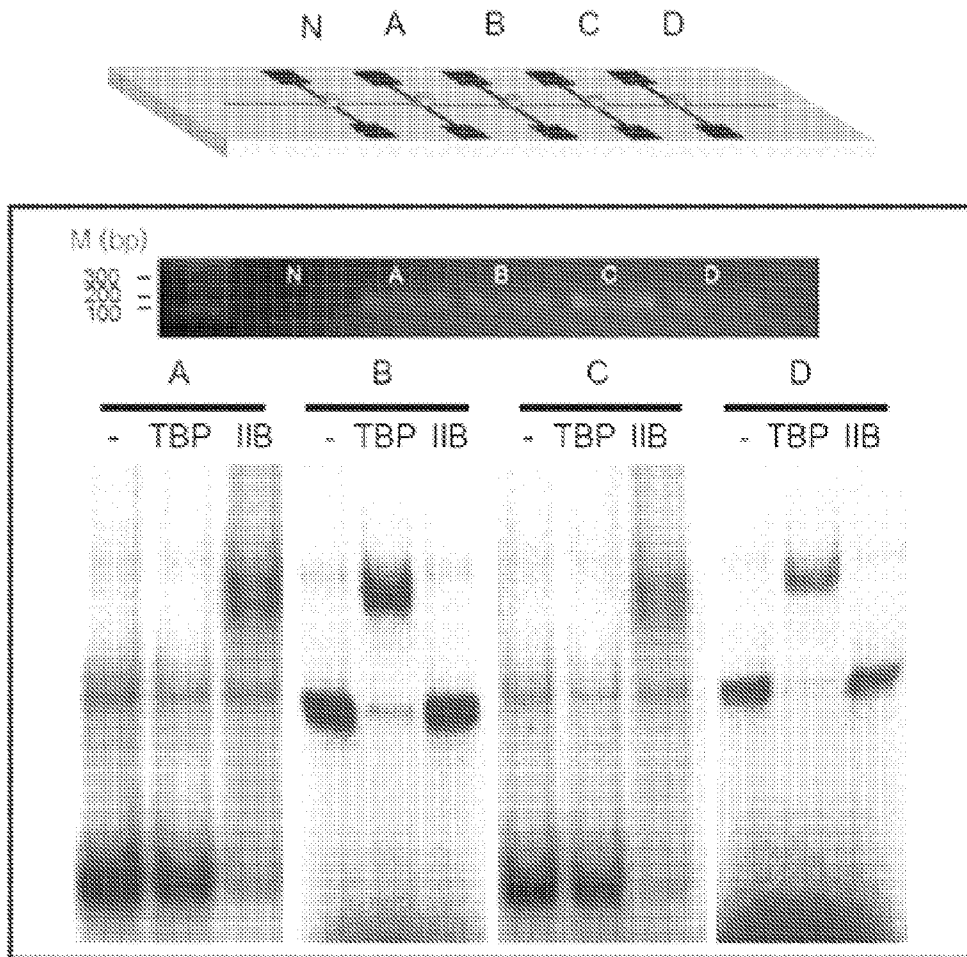 N A B C D
M (bp)
300
200
100
N A B C D
A B C D
- TBP IIB - TBP IIB - TBP IIB - TBP IIB